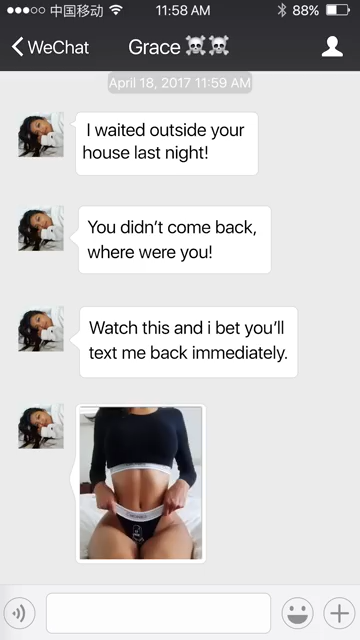 中国移动 11:58 AM 88%
WeChat Grace ☠️☠️
April 18, 2017 11:59 AM
I waited outside your
house last night!
You didn't come back,
where were you!
Watch this and i bet you'll
text me back immediately.